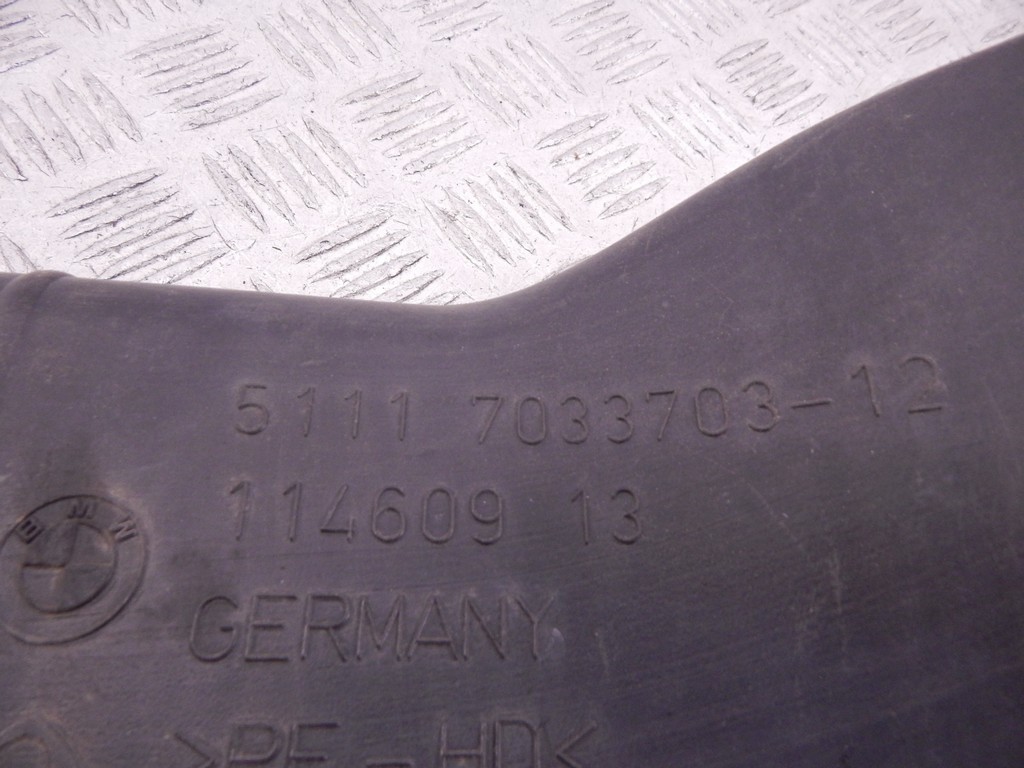 5111 7033703-12
114609 13
BMW
GERMANY
>PE-HD<